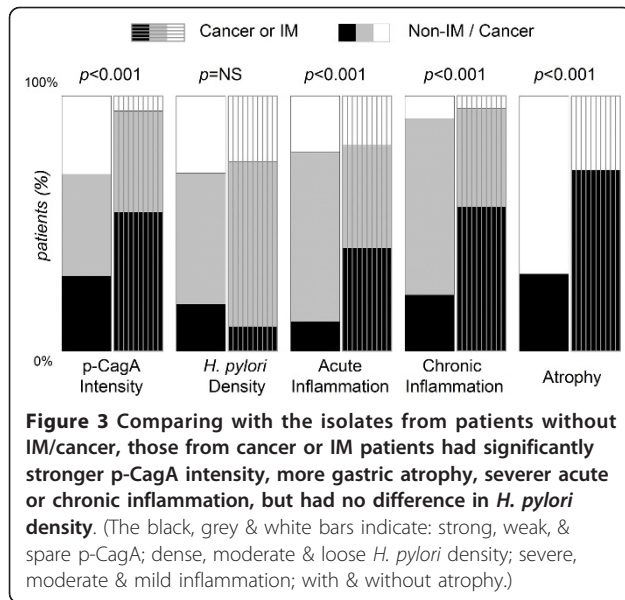 Cancer or IM Non-IM / Cancer
p<0.001 p=NS p<0.001 p<0.001 p<0.001
100%
patients (%)
0%
p-CagA Intensity
H. pylori Density
Acute Inflammation
Chronic Inflammation
Atrophy
Figure 3 Comparing with the isolates from patients without
IM/cancer, those from cancer or IM patients had significantly
stronger p-CagA intensity, more gastric atrophy, severer acute
or chronic inflammation, but had no difference in H. pylori
density. (The black, grey & white bars indicate: strong, weak, &
spare p-CagA; dense, moderate & loose H. pylori density; severe,
moderate & mild inflammation; with & without atrophy.)